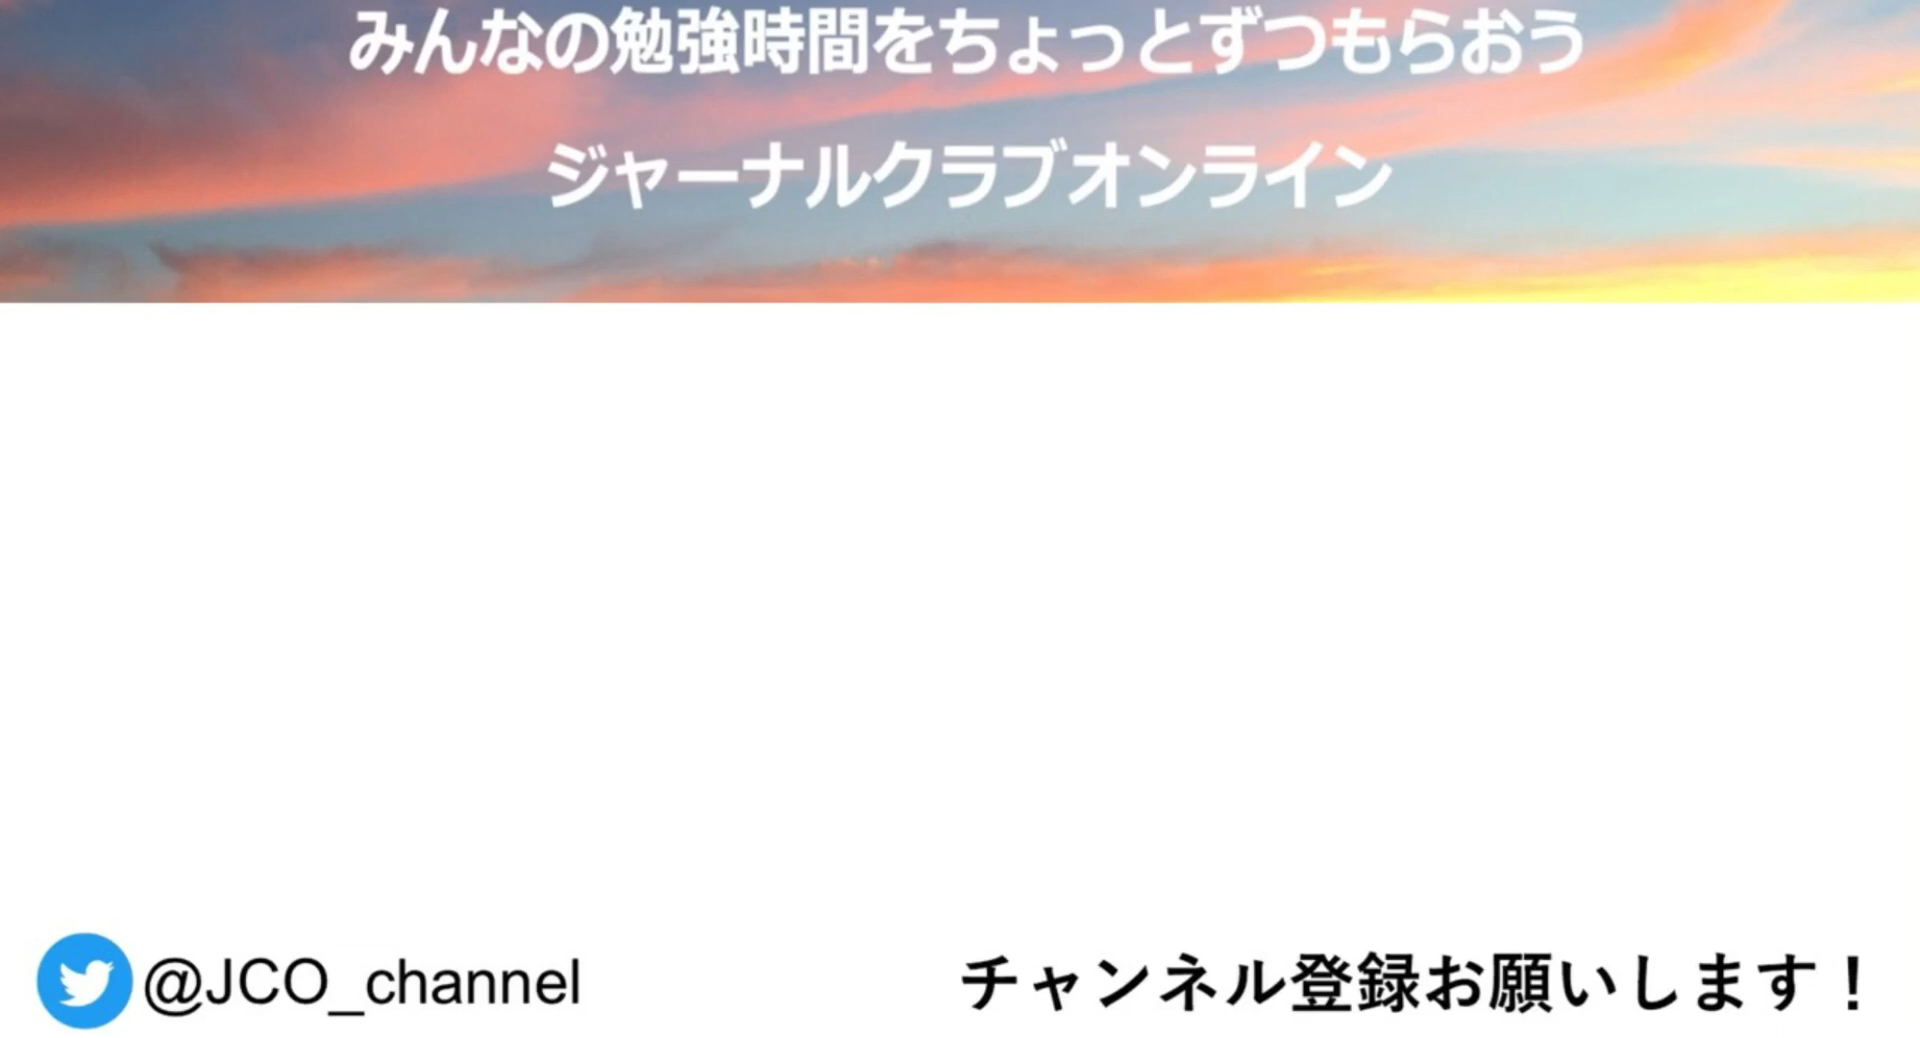 みんなの勉強時間をちょっとずつもらおう
ジャーナルクラブオンライン
@JCO_channel
チャンネル登録お願いします！